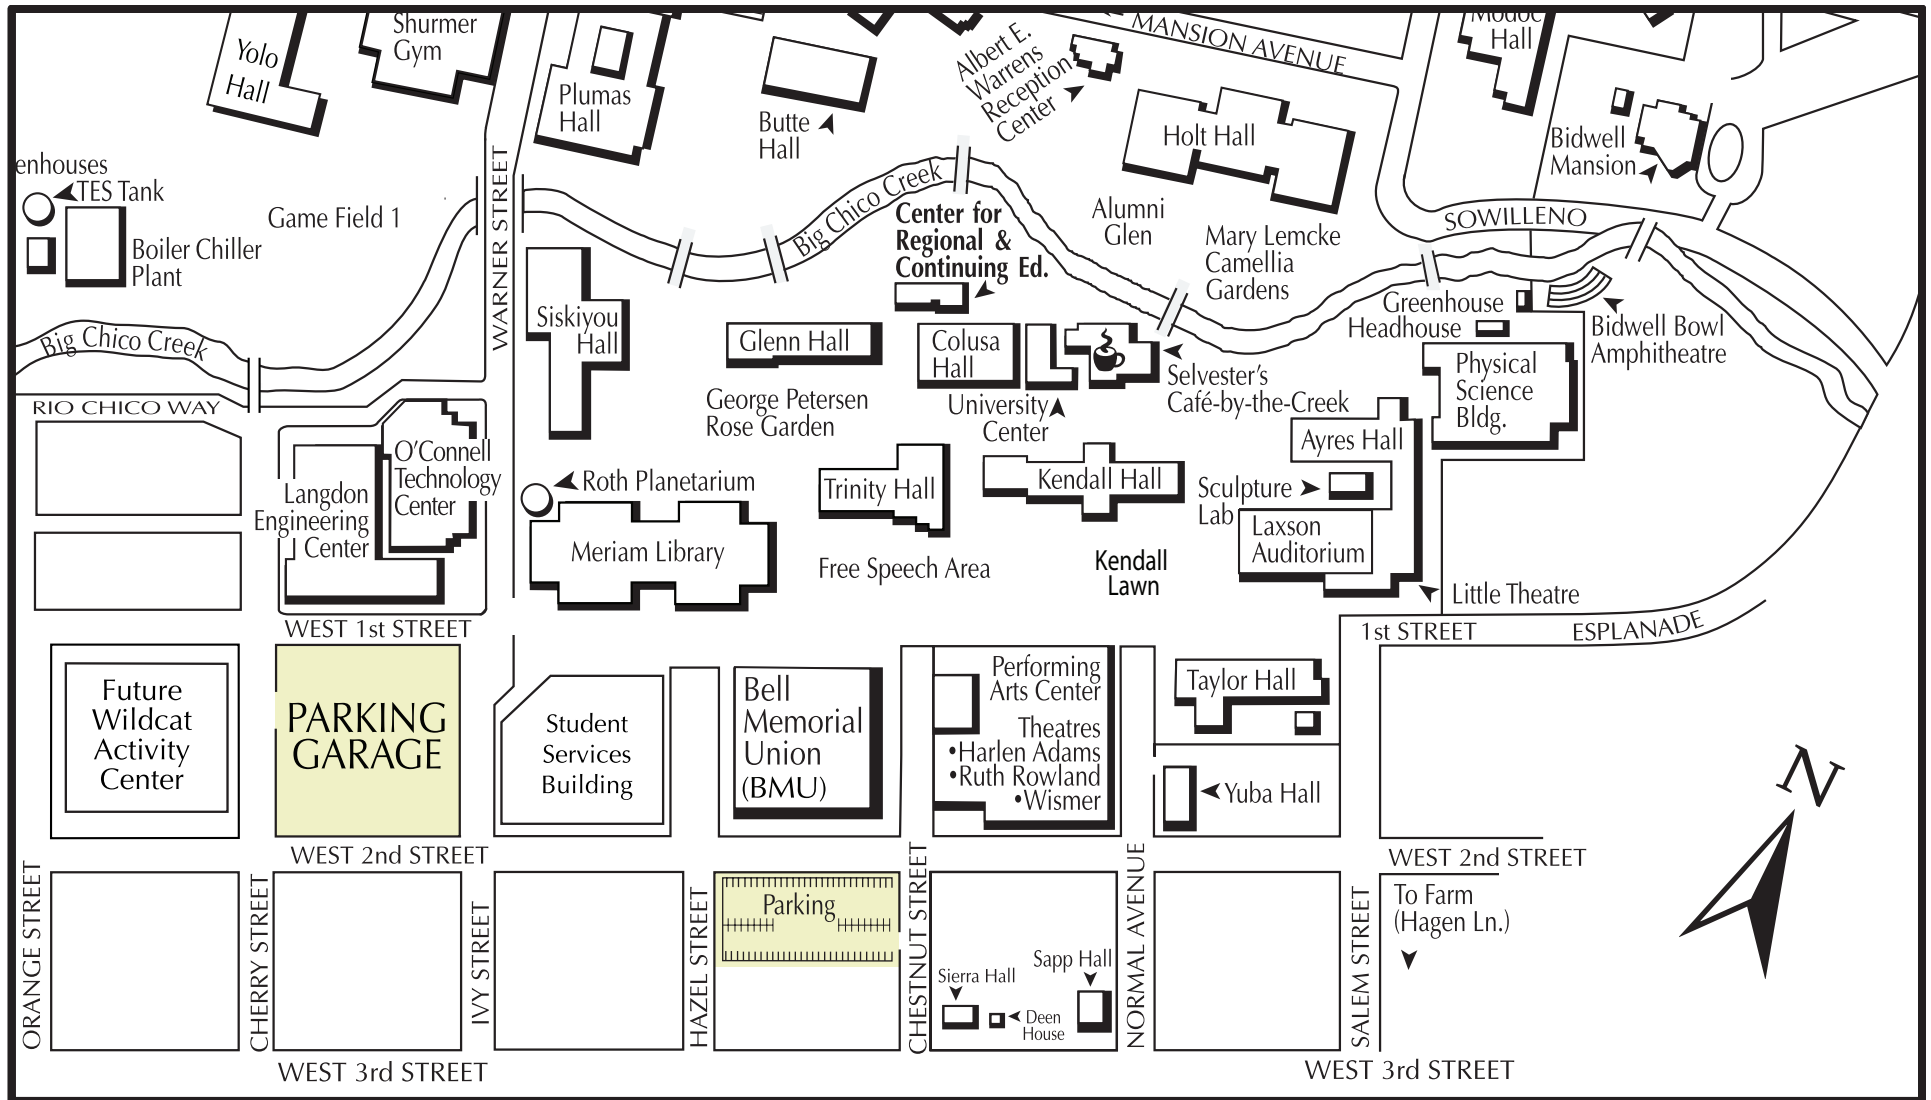 Yolo
Hall
Shurmer
Gym
Plumas
Hall
Butte
Hall
Albert E.
Warrens
Reception
Center
MANSION AVENUE
Modoc
Hall
Holt Hall
Bidwell
Mansion
enhouses
TES Tank
Boiler Chiller
Plant
Game Field 1
WARNER STREET
Big Chico Creek
Center for
Regional &
Continuing Ed.
Alumni
Glen
Mary Lemcke
Camellia
Gardens
SOWILLENO
Greenhouse
Headhouse
Bidwell Bowl
Amphitheatre
Big Chico Creek
RIO CHICO WAY
Siskiyou
Hall
Glenn Hall
Colusa
Hall
Selvester's
Café-by-the-Creek
Physical
Science
Bldg.
George Petersen
Rose Garden
University
Center
Ayres Hall
O'Connell
Technology
Center
Langdon
Engineering
Center
Roth Planetarium
Meriam Library
Trinity Hall
Kendall Hall
Sculpture
Lab
Laxson
Auditorium
Free Speech Area
Kendall
Lawn
Little Theatre
WEST 1st STREET
1st STREET
ESPLANADE
Future
Wildcat
Activity
Center
PARKING
GARAGE
Student
Services
Building
Bell
Memorial
Union
(BMU)
Performing
Arts Center
Theatres
•Harlen Adams
•Ruth Rowland
•Wismer
Taylor Hall
Yuba Hall
N
WEST 2nd STREET
WEST 2nd STREET
ORANGE STREET
CHERRY STREET
IVY STREET
HAZEL STREET
Parking
CHESTNUT STREET
Sierra Hall
Deen
House
Sapp Hall
NORMAL AVENUE
SALEM STREET
To Farm
(Hagen Ln.)
WEST 3rd STREET
WEST 3rd STREET